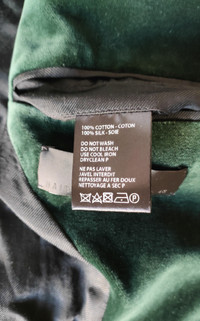 100% COTTON - COTON
100% SILK - SOIE
DO NOT WASH
DO NOT BLEACH
USE COOL IRON
DRYCLEAN P
NE PAS LAVER
JAVEL INTERDIT
REPASSER AU FER DOUX
NETTOYAGE A SEC P